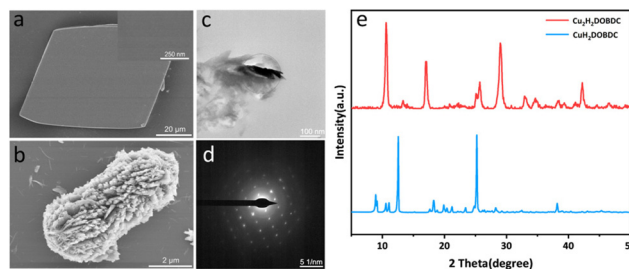 a
250 nm
20 µm
b
2 µm
c
100 nm
d
5 1/nm
e
Cu₂H₂DOBDC
CuH₂DOBDC
Intensity(a.u.)
10 20 30 40 50
2 Theta(degree)